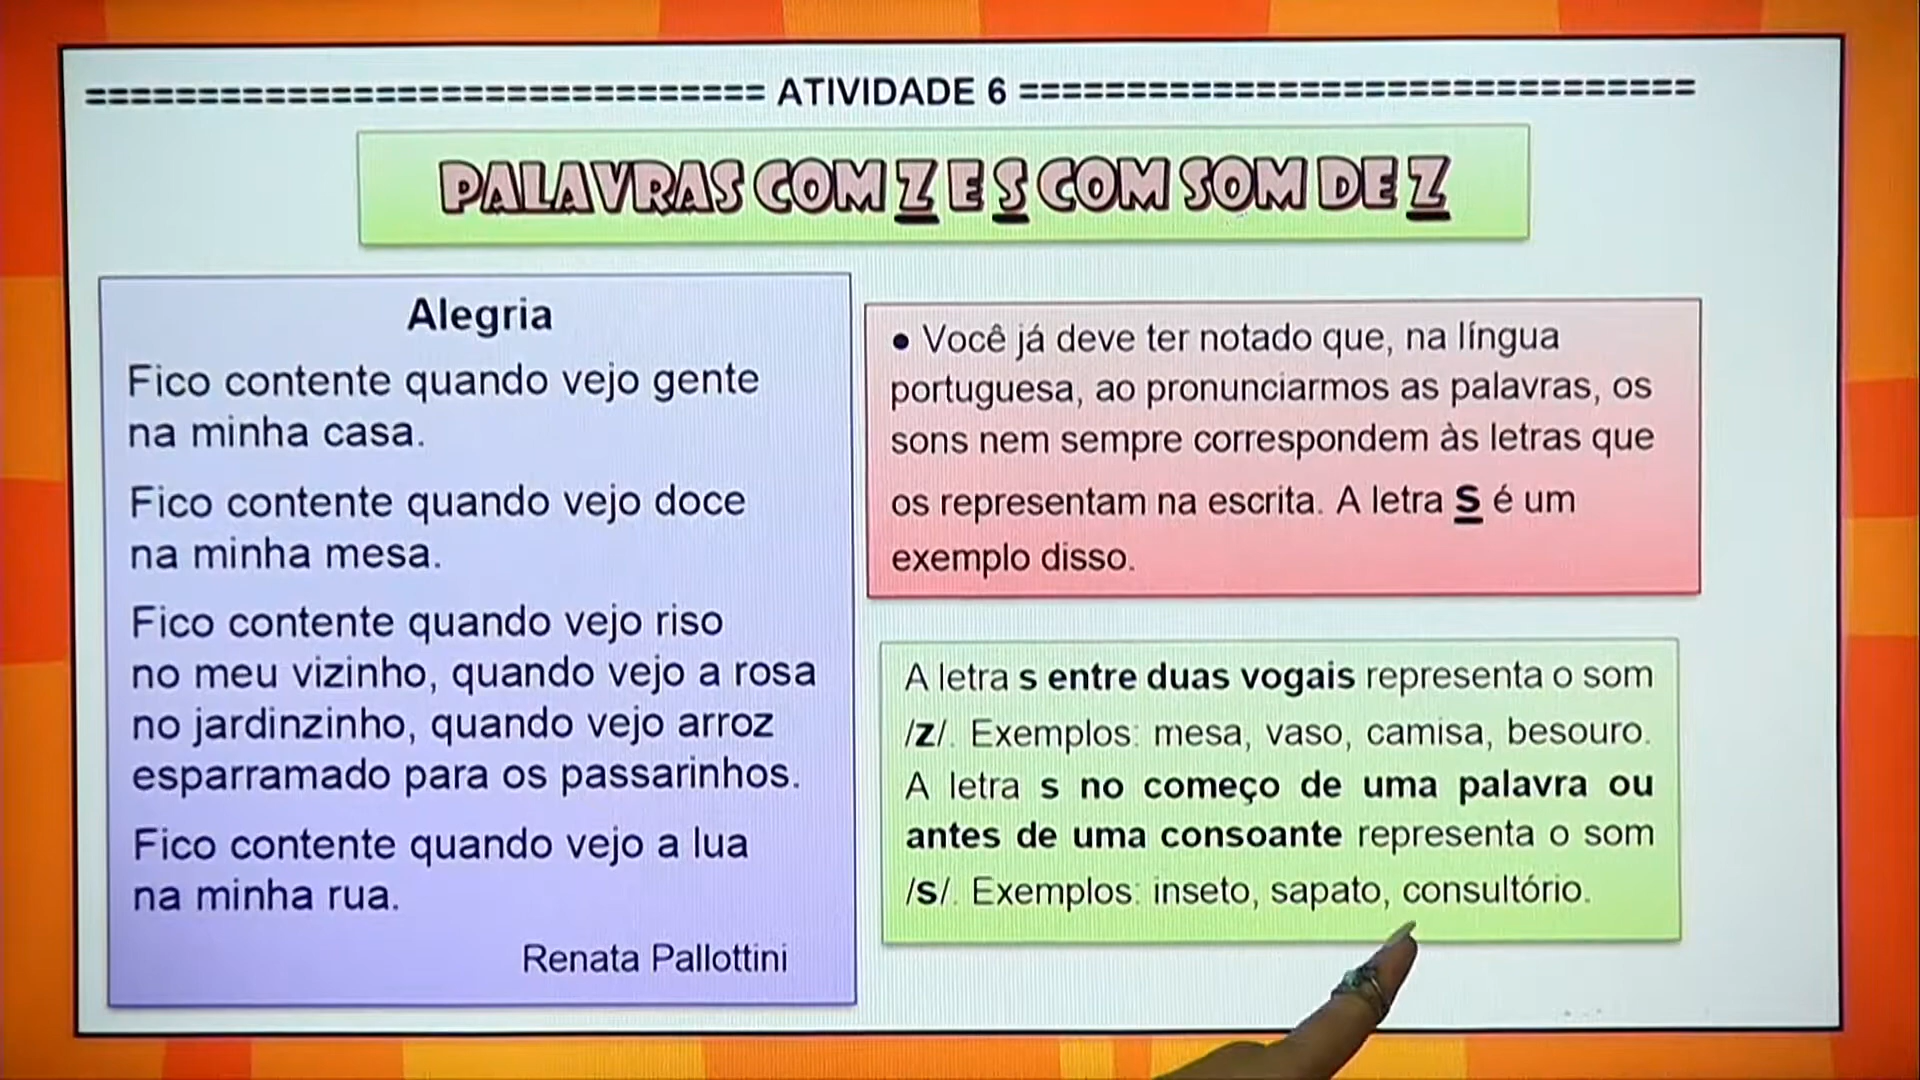 ============================== ATIVIDADE 6 ==============================
PALAVRAS COM Z E S COM SOM DE Z
Alegria
Fico contente quando vejo gente
na minha casa.
Fico contente quando vejo doce
na minha mesa.
Fico contente quando vejo riso
no meu vizinho, quando vejo a rosa
no jardinzinho, quando vejo arroz
esparramado para os passarinhos.
Fico contente quando vejo a lua
na minha rua.
Renata Pallottini
● Você já deve ter notado que, na língua
portuguesa, ao pronunciarmos as palavras, os
sons nem sempre correspondem às letras que
os representam na escrita. A letra S é um
exemplo disso.
A letra s entre duas vogais representa o som
/z/. Exemplos: mesa, vaso, camisa, besouro.
A letra s no começo de uma palavra ou
antes de uma consoante representa o som
/s/. Exemplos: inseto, sapato, consultório.